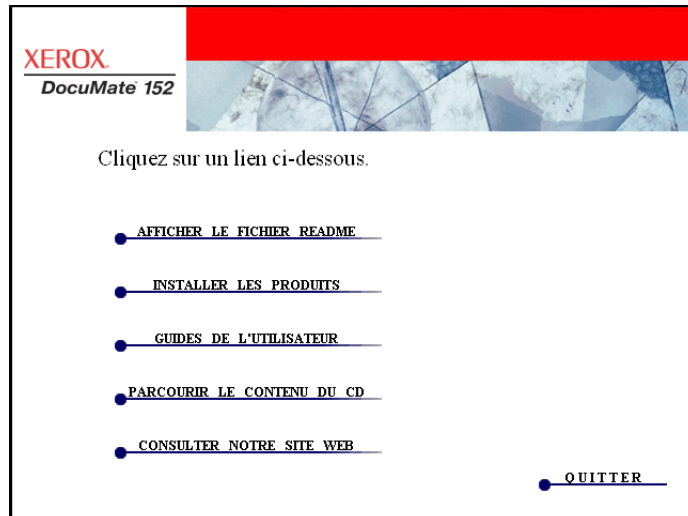 XEROX.
DocuMate 152
Cliquez sur un lien ci-dessous.
AFFICHER LE FICHIER README
INSTALLER LES PRODUITS
GUIDES DE L'UTILISATEUR
PARCOURIR LE CONTENU DU CD
CONSULTER NOTRE SITE WEB
QUITTER